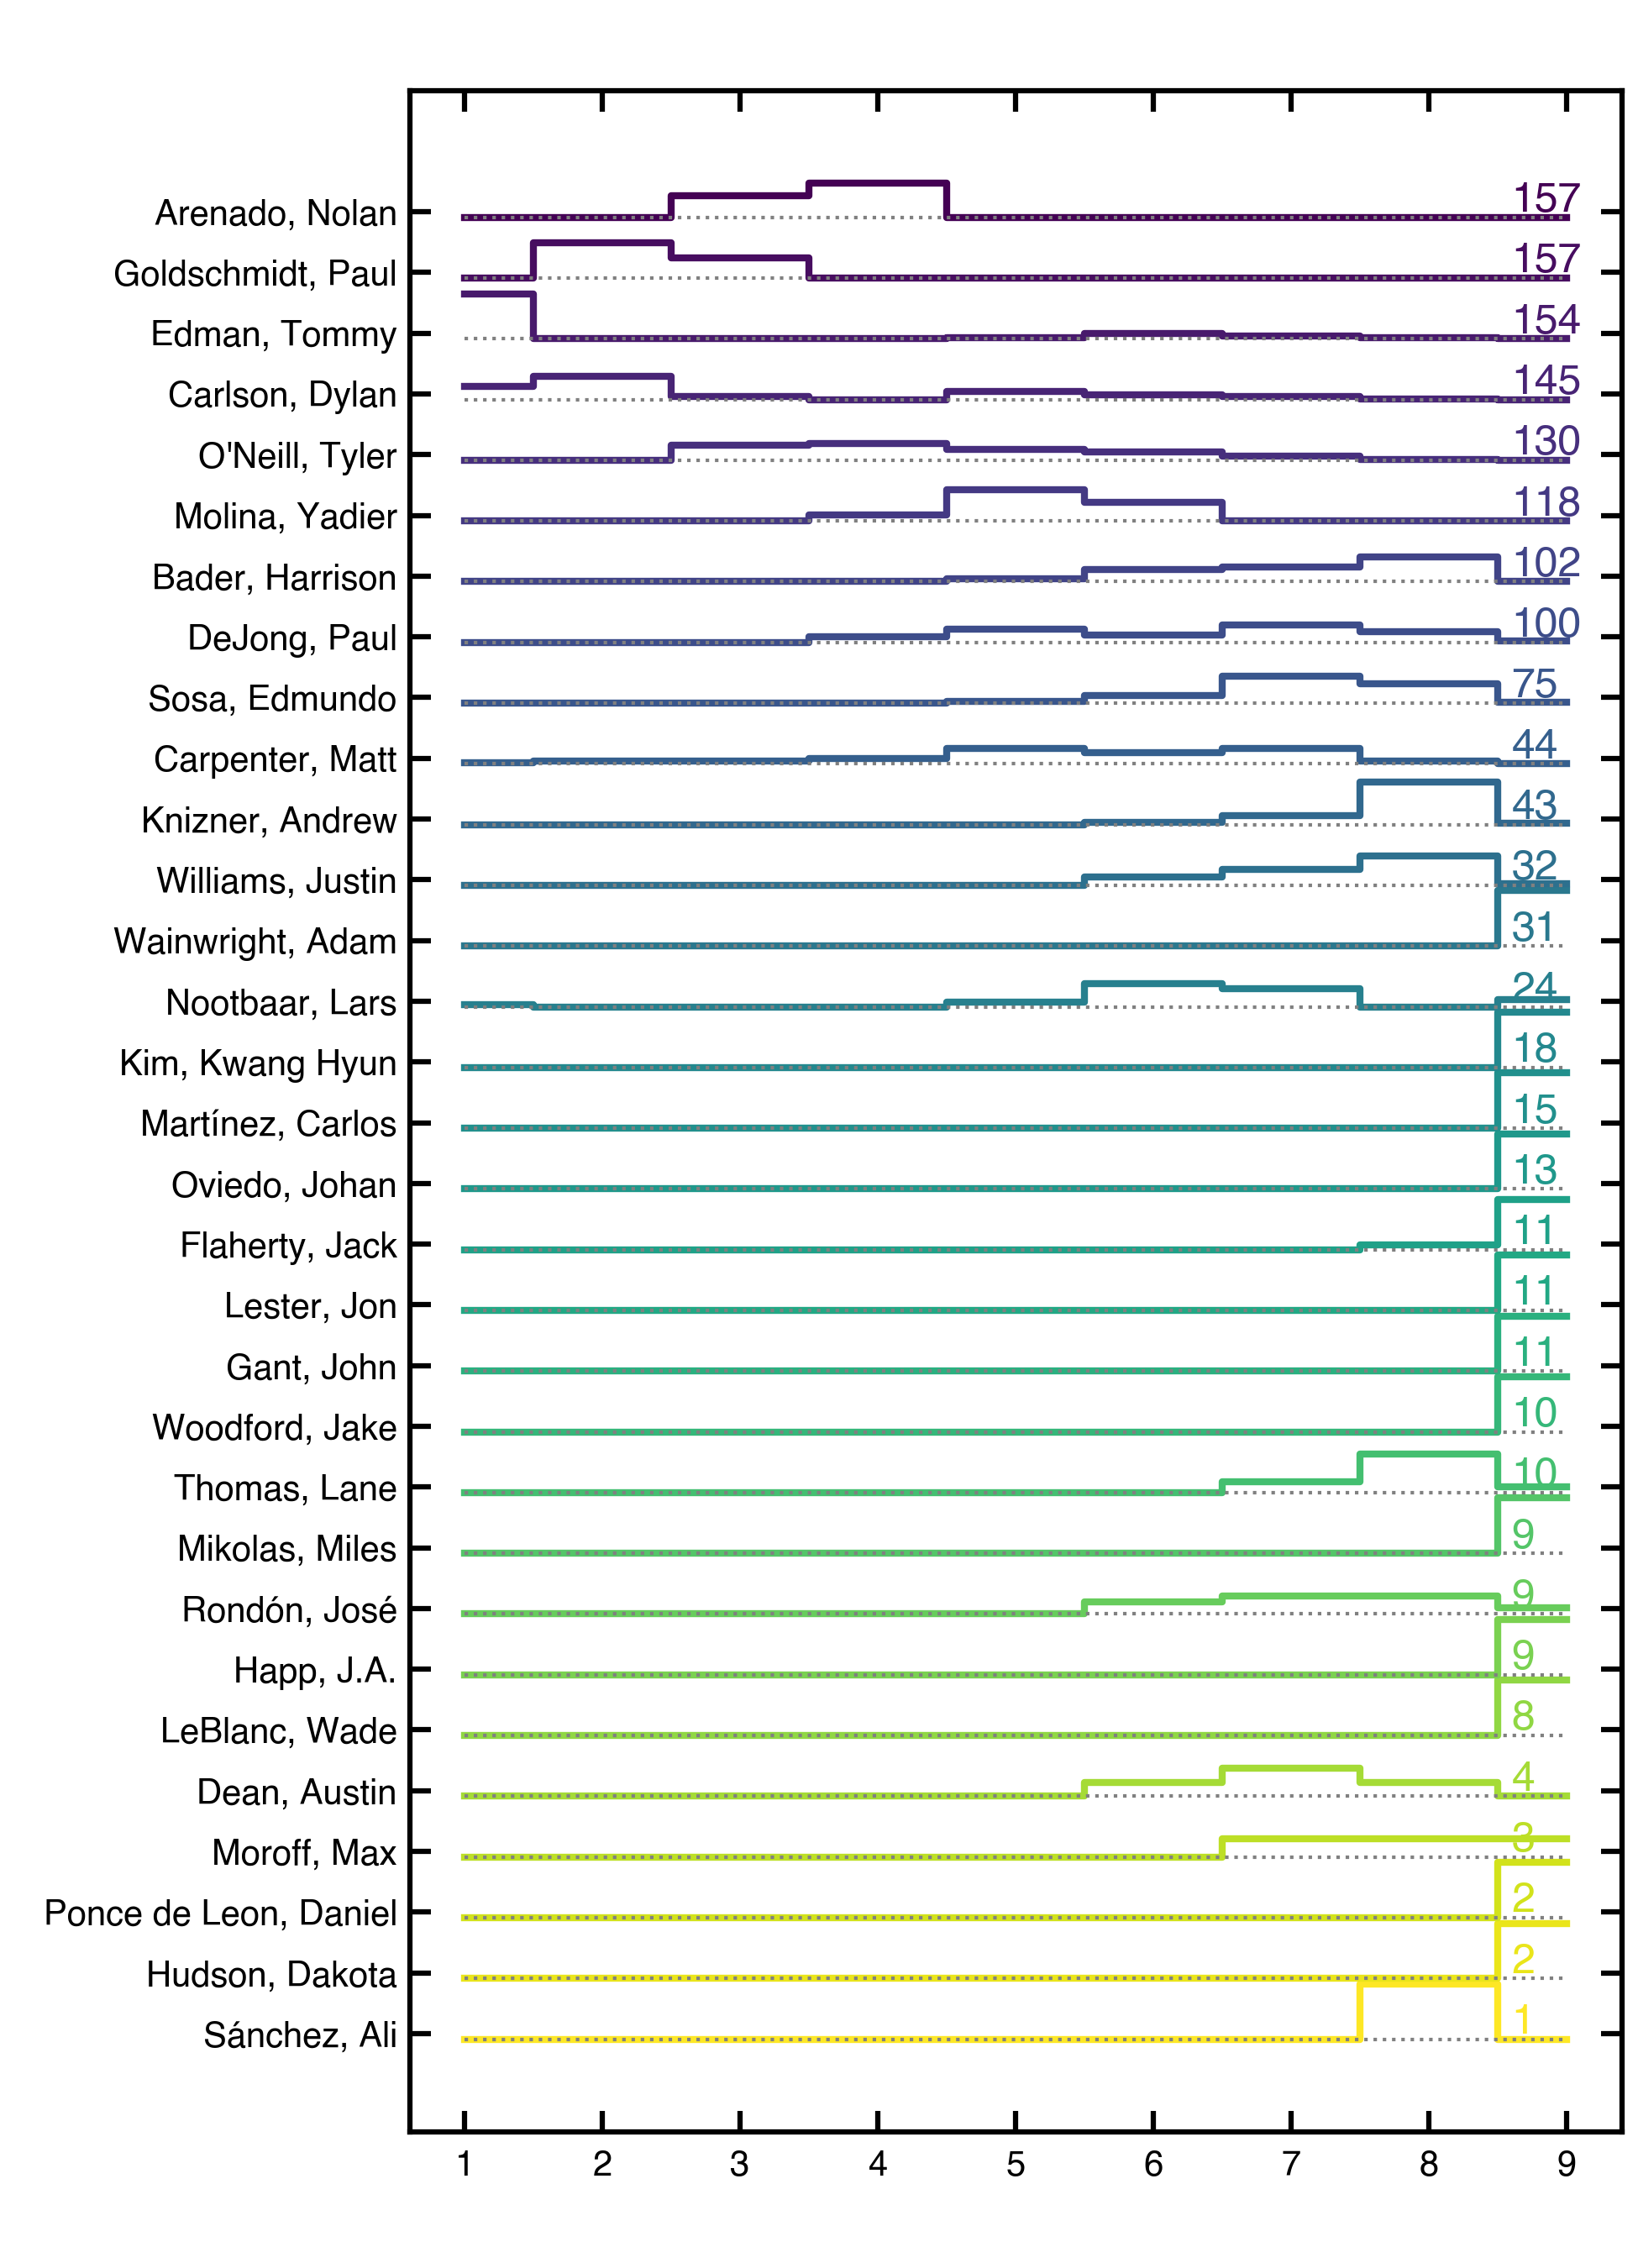 Arenado, Nolan 157
Goldschmidt, Paul 157
Edman, Tommy 154
Carlson, Dylan 145
O'Neill, Tyler 130
Molina, Yadier 118
Bader, Harrison 102
DeJong, Paul 100
Sosa, Edmundo 75
Carpenter, Matt 44
Knizner, Andrew 43
Williams, Justin 32
Wainwright, Adam 31
Nootbaar, Lars 24
Kim, Kwang Hyun 18
Martínez, Carlos 15
Oviedo, Johan 13
Flaherty, Jack 11
Lester, Jon 11
Gant, John 11
Woodford, Jake 10
Thomas, Lane 10
Mikolas, Miles 9
Rondón, José 9
Happ, J.A. 9
LeBlanc, Wade 8
Dean, Austin 4
Moroff, Max 3
Ponce de Leon, Daniel 2
Hudson, Dakota 2
Sánchez, Ali 1
1 2 3 4 5 6 7 8 9